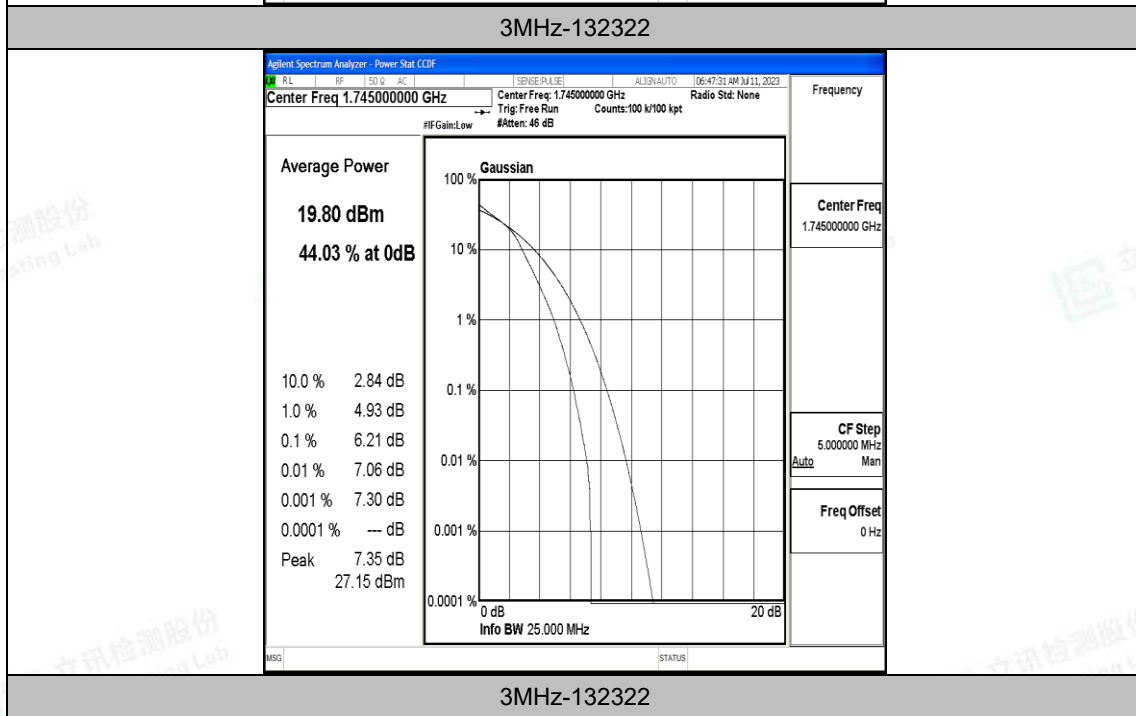 3MHz-132322
Agilent Spectrum Analyzer - Power Stat CCDF
RL RF 50 Ω AC SENSE:PULSE ALIGN AUTO 06:47:31 AM Jul 11, 2023
Center Freq 1.745000000 GHz
Center Freq: 1.745000000 GHz Radio Std: None
Trig: Free Run Counts:100 k/100 kpt
#IFGain:Low #Atten: 46 dB
Frequency
Average Power
19.80 dBm
44.03 % at 0dB
10.0 % 2.84 dB
1.0 % 4.93 dB
0.1 % 6.21 dB
0.01 % 7.06 dB
0.001 % 7.30 dB
0.0001 % --- dB
Peak 7.35 dB
27.15 dBm
Gaussian
100 %
10 %
1 %
0.1 %
0.01 %
0.001 %
0.0001 %
0 dB 20 dB
Info BW 25.000 MHz
Center Freq
1.745000000 GHz
CF Step
5.000000 MHz
Auto Man
Freq Offset
0 Hz
MSG STATUS
3MHz-132322